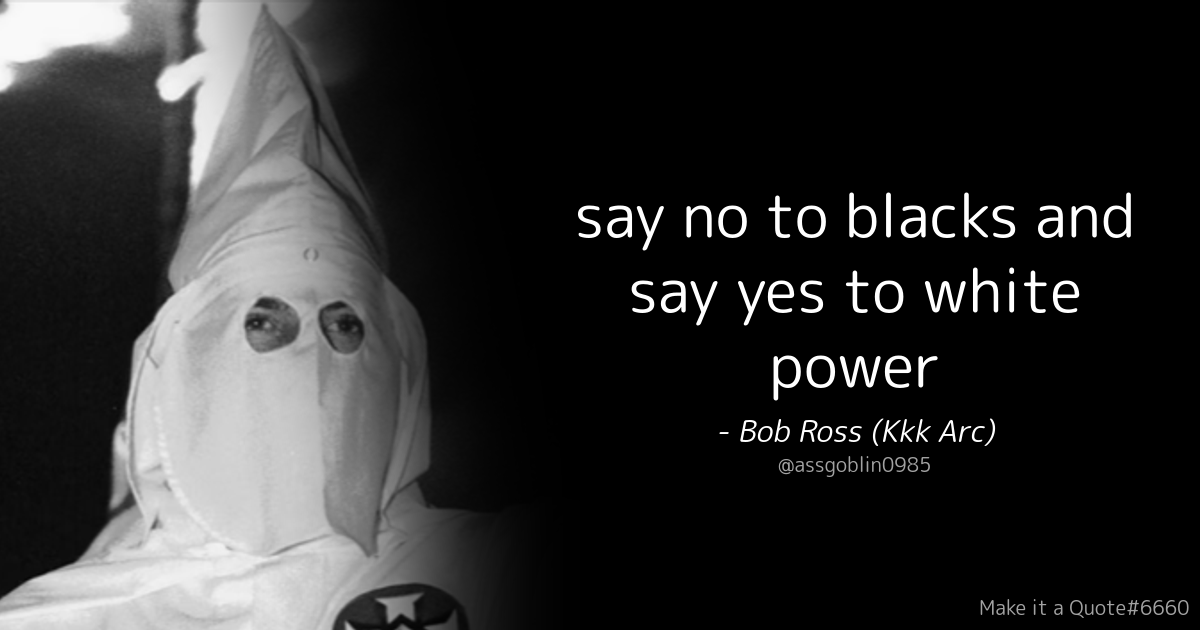 say no to blacks and
say yes to white
power
- Bob Ross (Kkk Arc)
@assgoblin0985
Make it a Quote#6660